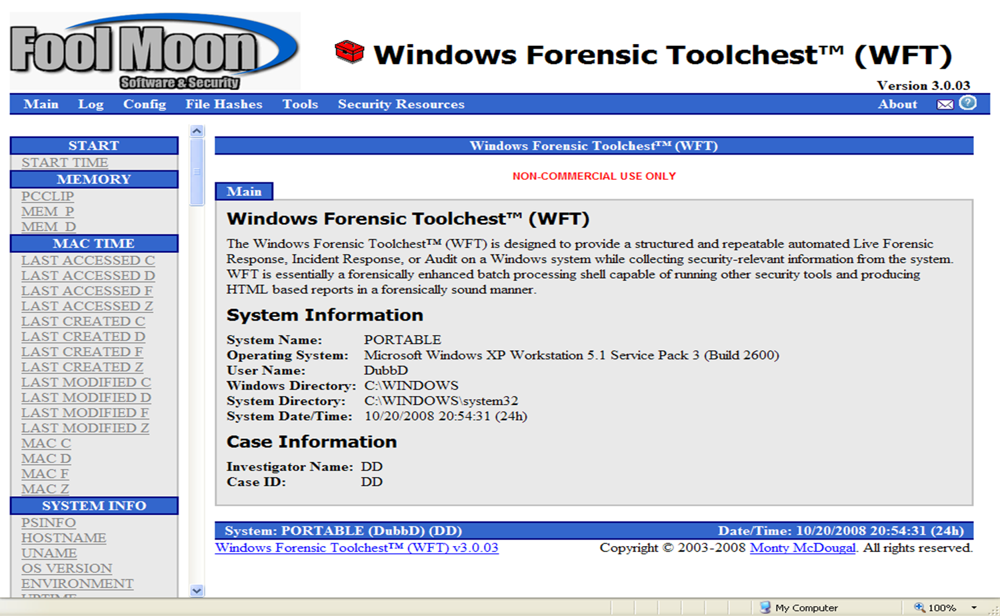 Fool Moon
Software & Security
Windows Forensic Toolchest™ (WFT)
Version 3.0.03
Main Log Config File Hashes Tools Security Resources About ?
START
START TIME
MEMORY
PCCLIP
MEM P
MEM D
MAC TIME
LAST ACCESSED C
LAST ACCESSED D
LAST ACCESSED F
LAST ACCESSED Z
LAST CREATED C
LAST CREATED D
LAST CREATED F
LAST CREATED Z
LAST MODIFIED C
LAST MODIFIED D
LAST MODIFIED F
LAST MODIFIED Z
MAC C
MAC D
MAC F
MAC Z
SYSTEM INFO
PSINFO
HOSTNAME
UNAME
OS VERSION
ENVIRONMENT
UPTIME
Windows Forensic Toolchest™ (WFT)
NON-COMMERCIAL USE ONLY
Main
Windows Forensic Toolchest™ (WFT)
The Windows Forensic Toolchest™ (WFT) is designed to provide a structured and repeatable automated Live Forensic
Response, Incident Response, or Audit on a Windows system while collecting security-relevant information from the system.
WFT is essentially a forensically enhanced batch processing shell capable of running other security tools and producing
HTML based reports in a forensically sound manner.
System Information
System Name: PORTABLE
Operating System: Microsoft Windows XP Workstation 5.1 Service Pack 3 (Build 2600)
User Name: DubbD
Windows Directory: C:\WINDOWS
System Directory: C:\WINDOWS\system32
System Date/Time: 10/20/2008 20:54:31 (24h)
Case Information
Investigator Name: DD
Case ID: DD
System: PORTABLE (DubbD) (DD) Date/Time: 10/20/2008 20:54:31 (24h)
Windows Forensic Toolchest™ (WFT) v3.0.03 Copyright © 2003-2008 Monty McDougal. All rights reserved.
My Computer 100%